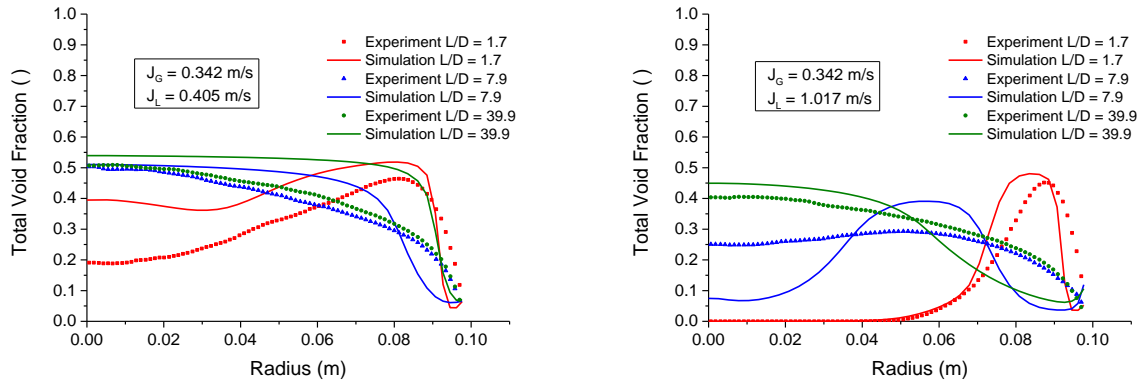 1.0
0.9
0.8
0.7
0.6
0.5
0.4
0.3
0.2
0.1
0.0
Total Void Fraction ( )
J_G = 0.342 m/s
J_L = 0.405 m/s
Experiment L/D = 1.7
Simulation L/D = 1.7
Experiment L/D = 7.9
Simulation L/D = 7.9
Experiment L/D = 39.9
Simulation L/D = 39.9
0.00 0.02 0.04 0.06 0.08 0.10
Radius (m)
1.0
0.9
0.8
0.7
0.6
0.5
0.4
0.3
0.2
0.1
0.0
Total Void Fraction ( )
J_G = 0.342 m/s
J_L = 1.017 m/s
Experiment L/D = 1.7
Simulation L/D = 1.7
Experiment L/D = 7.9
Simulation L/D = 7.9
Experiment L/D = 39.9
Simulation L/D = 39.9
0.00 0.02 0.04 0.06 0.08 0.10
Radius (m)